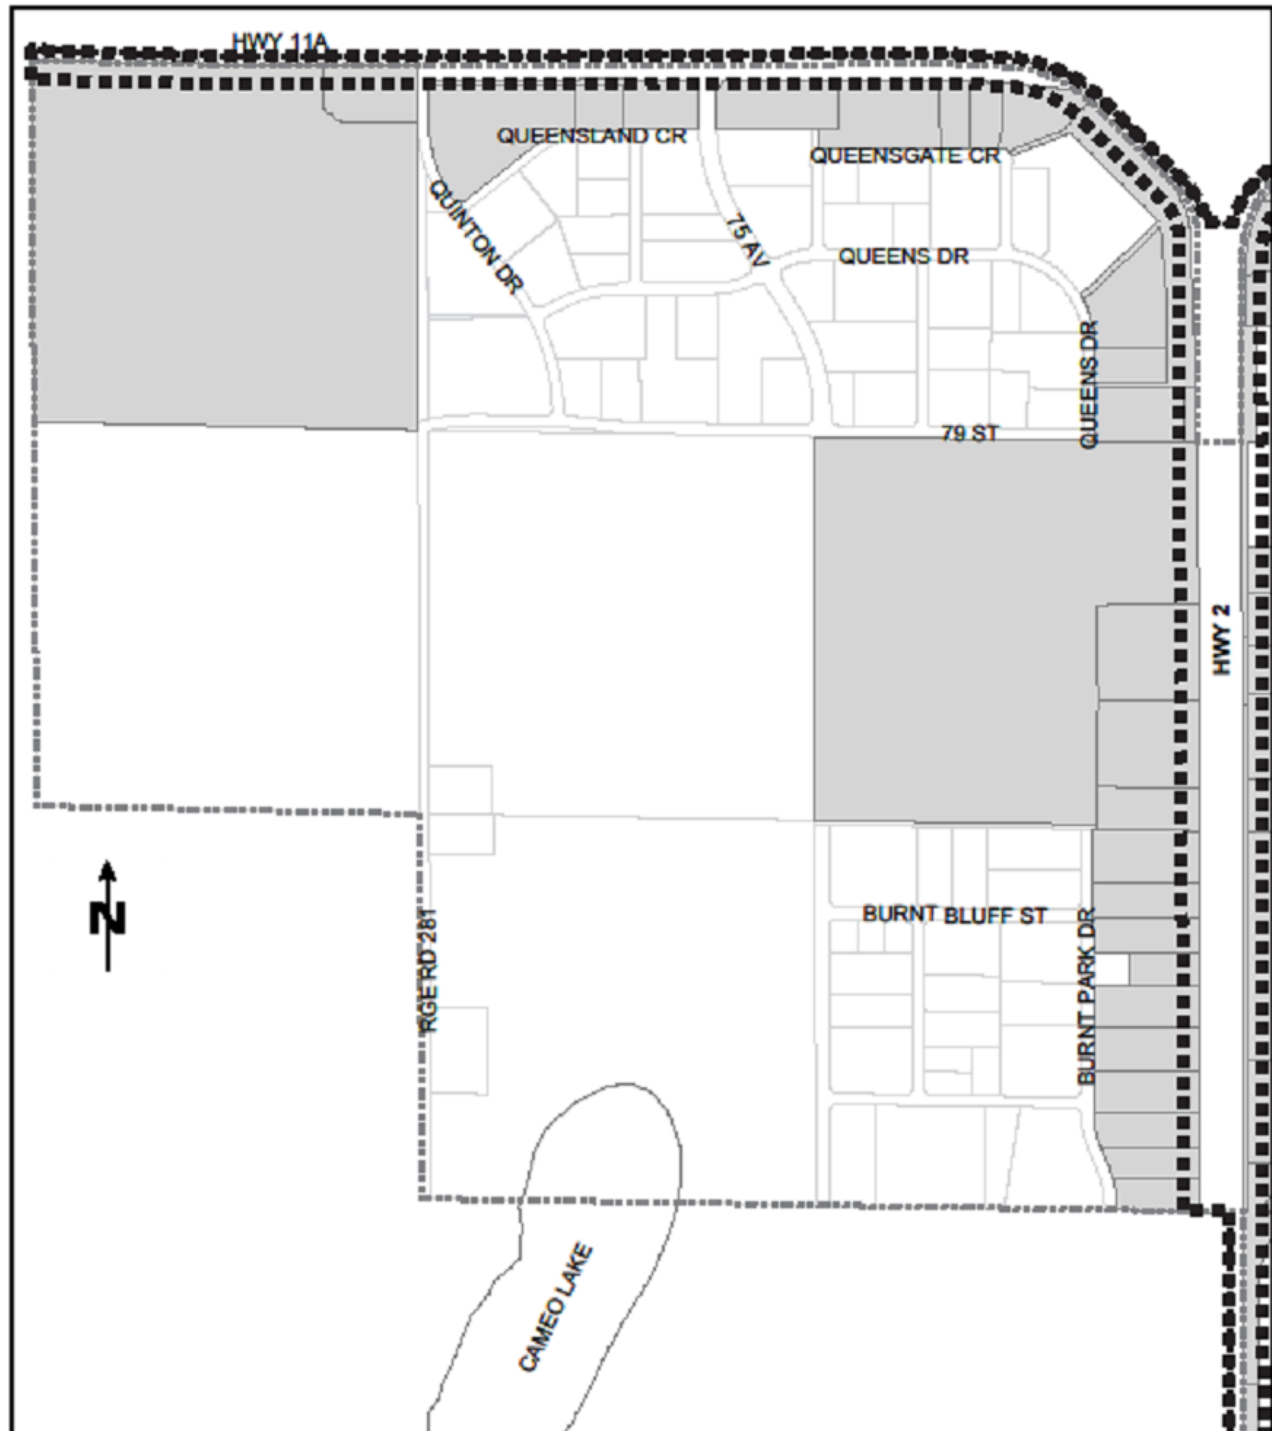 HWY 11A
QUEENSLAND CR
QUEENSGATE CR
QUINTON DR
75 AV
QUEENS DR
QUEENS DR
79 ST
HWY 2
N
BURNT BLUFF ST
RGE RD 281
BURNT PARK DR
CAMEO LAKE